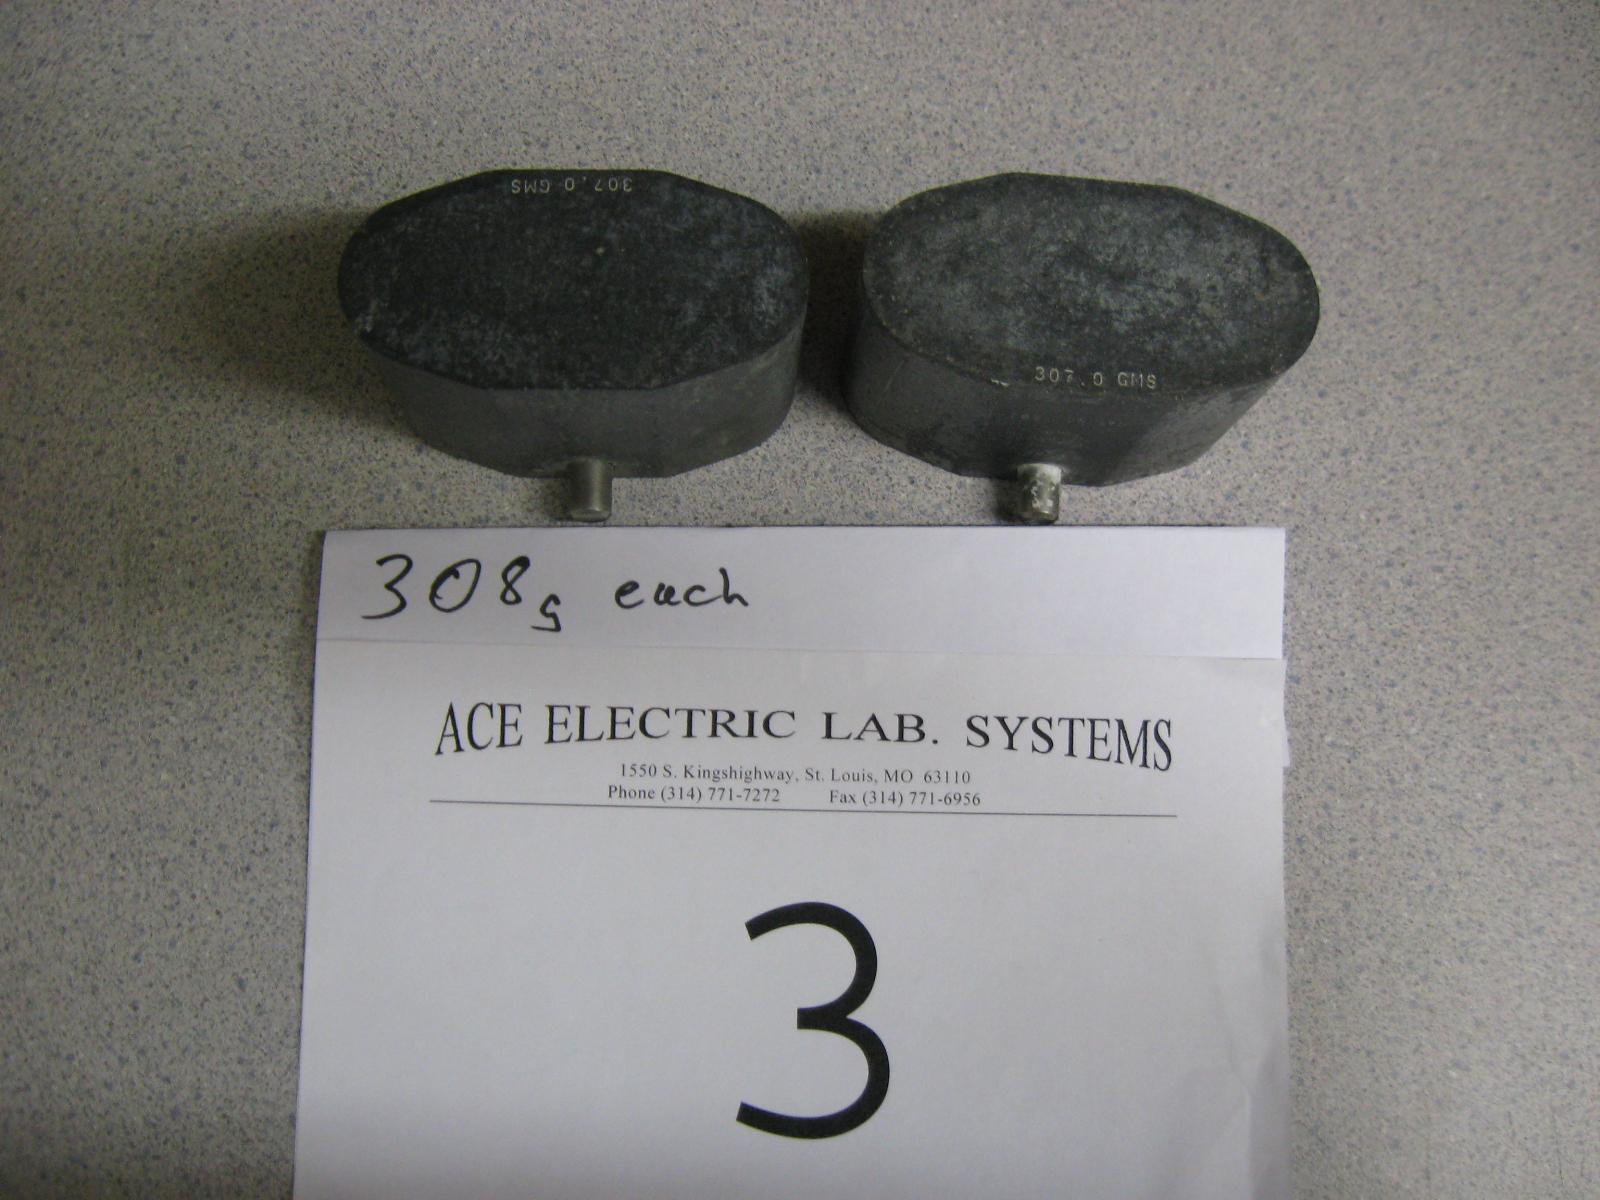 307.0 GMS
307.0 GMS
308g each
ACE ELECTRIC LAB. SYSTEMS
1550 S. Kingshighway, St. Louis, MO 63110
Phone (314) 771-7272 Fax (314) 771-6956
3